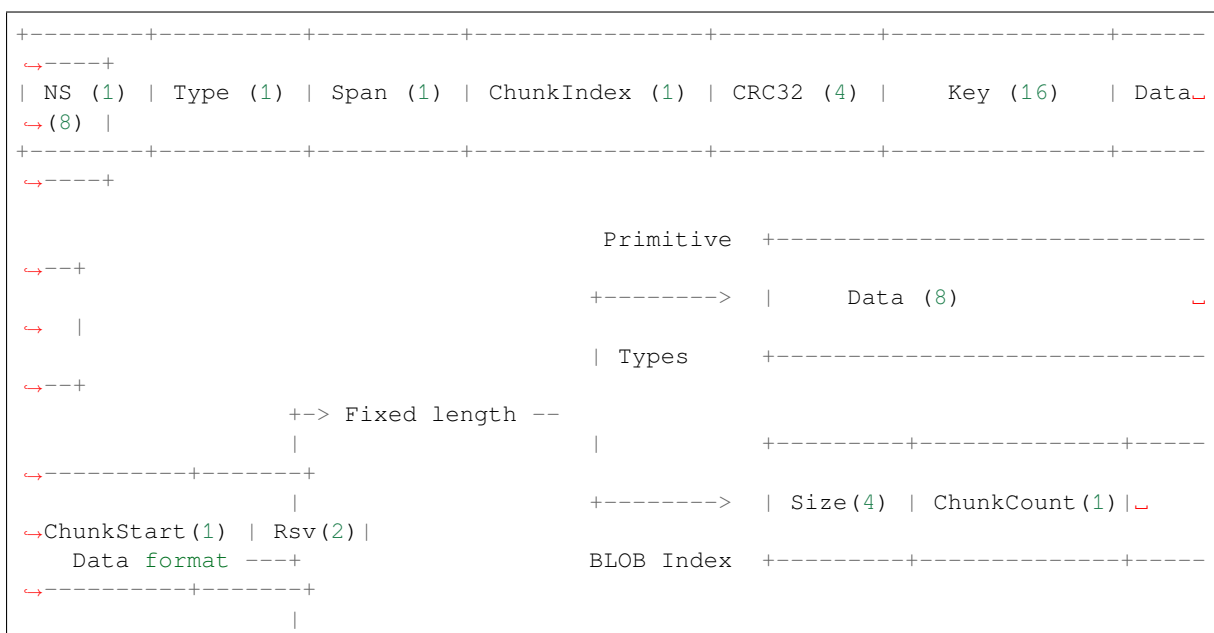 +--------+----------+----------+----------------+-----------+---------------+------
↪----+
| NS (1) | Type (1) | Span (1) | ChunkIndex (1) | CRC32 (4) |    Key (16)   | Data␣
↪(8) |
+--------+----------+----------+----------------+-----------+---------------+------
↪----+
                                         Primitive  +------------------------------
↪--+
                                        +-------->  |     Data (8)                ␣
↪  |
                                        | Types     +------------------------------
↪--+
                   +-> Fixed length --
                   |                    |           +---------+--------------+-----
↪----------+-------+
                   |                    +-------->  | Size(4) | ChunkCount(1)|␣
↪ChunkStart(1) | Rsv(2)|
    Data format ---+                    BLOB Index  +---------+--------------+-----
↪----------+-------+
                   |